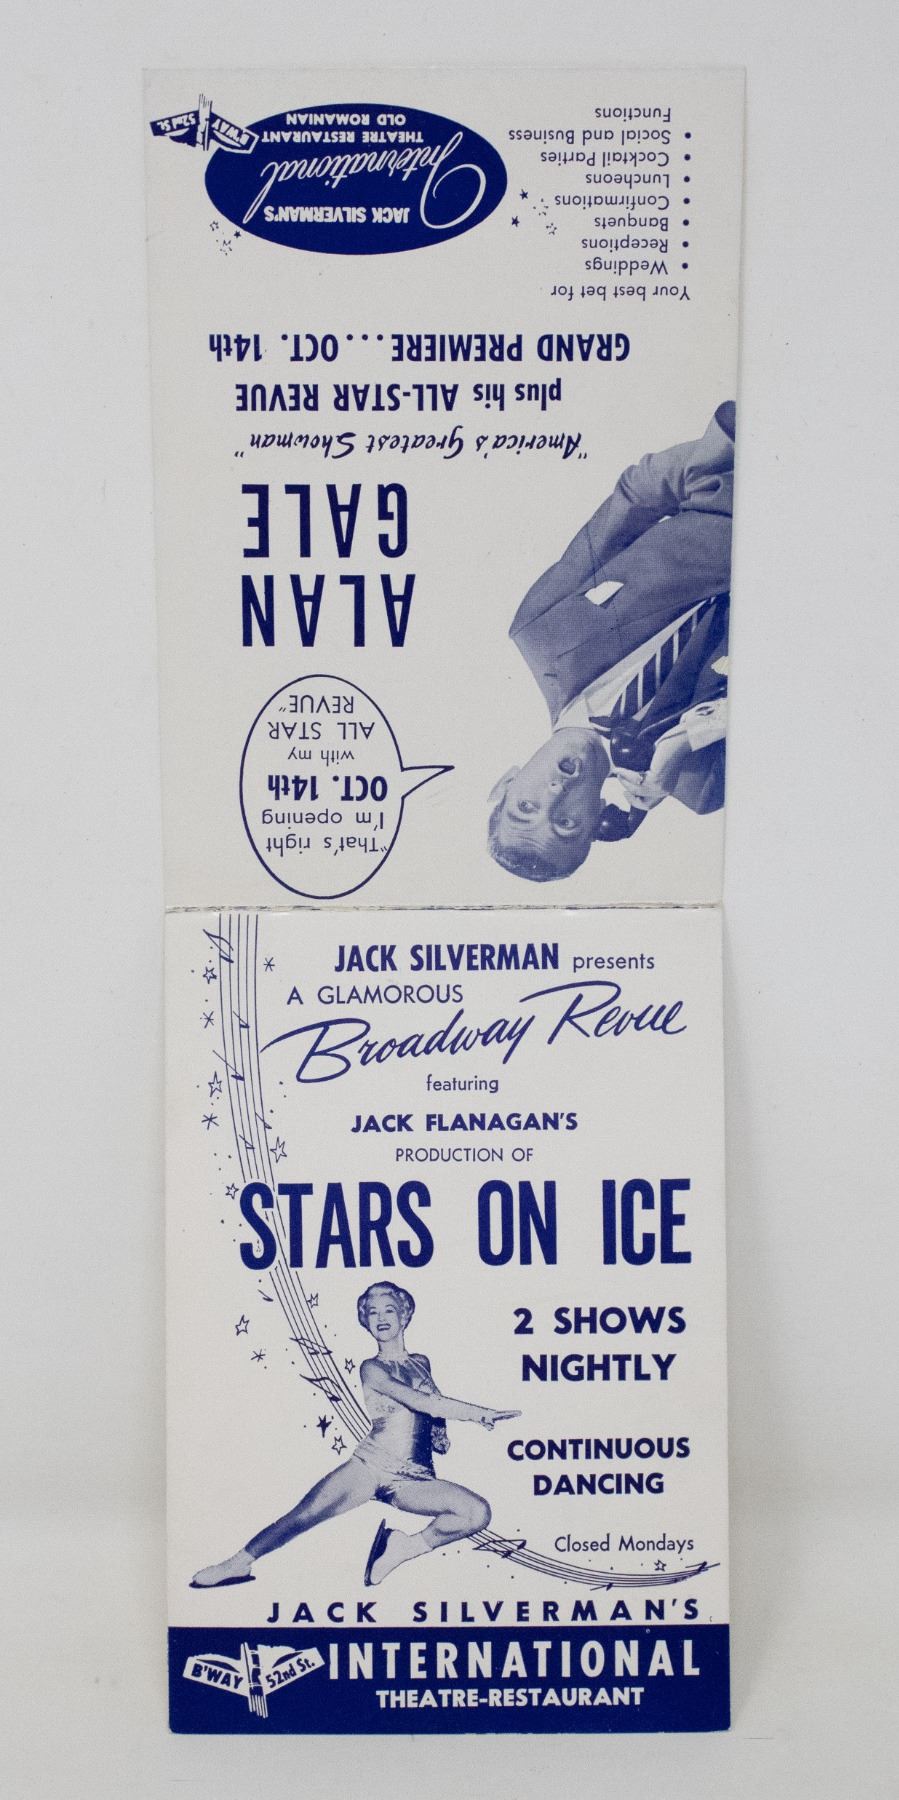 JACK SILVERMAN presents
A GLAMOROUS
Broadway Revue
featuring
JACK FLANAGAN'S
PRODUCTION OF
STARS ON ICE
2 SHOWS
NIGHTLY
CONTINUOUS
DANCING
Closed Mondays
JACK SILVERMAN'S
B'WAY 52nd St.
INTERNATIONAL
THEATRE-RESTAURANT
"That's right
I'm opening
OCT. 14th
with my
ALL STAR
REVUE"
ALAN
GALE
"America's Greatest Showman"
plus his ALL-STAR REVUE
GRAND PREMIERE...OCT. 14th
Your best bet for
• Weddings
• Receptions
• Banquets
• Confirmations
• Luncheons
• Cocktail Parties
• Social and Business
Functions
JACK SILVERMAN'S
International
THEATRE RESTAURANT
OLD ROMANIAN
B'WAY 52nd St.